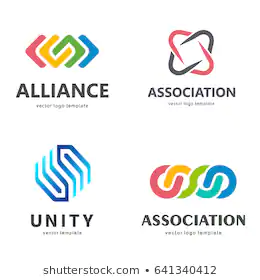 ALLIANCE
vector logo template
ASSOCIATION
vector logo template
UNITY
vector template
ASSOCIATION
vector logo template
shutterstock.com • 641340412